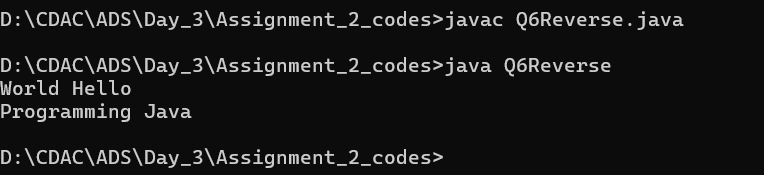 D:\CDAC\ADS\Day_3\Assignment_2_codes>javac Q6Reverse.java
D:\CDAC\ADS\Day_3\Assignment_2_codes>java Q6Reverse
World Hello
Programming Java
D:\CDAC\ADS\Day_3\Assignment_2_codes>